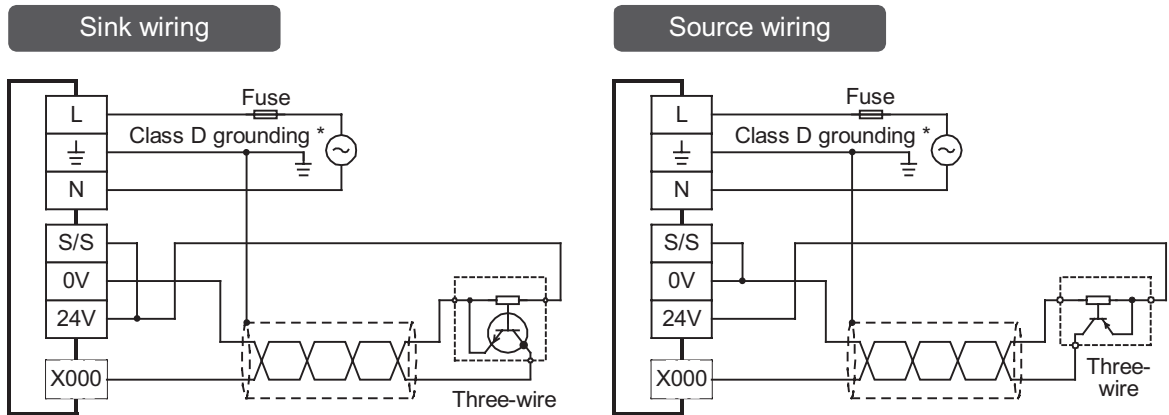 Sink wiring
L
Fuse
Class D grounding *
N
S/S
0V
24V
X000
Three-wire
Source wiring
L
Fuse
Class D grounding *
N
S/S
0V
24V
X000
Three-
wire